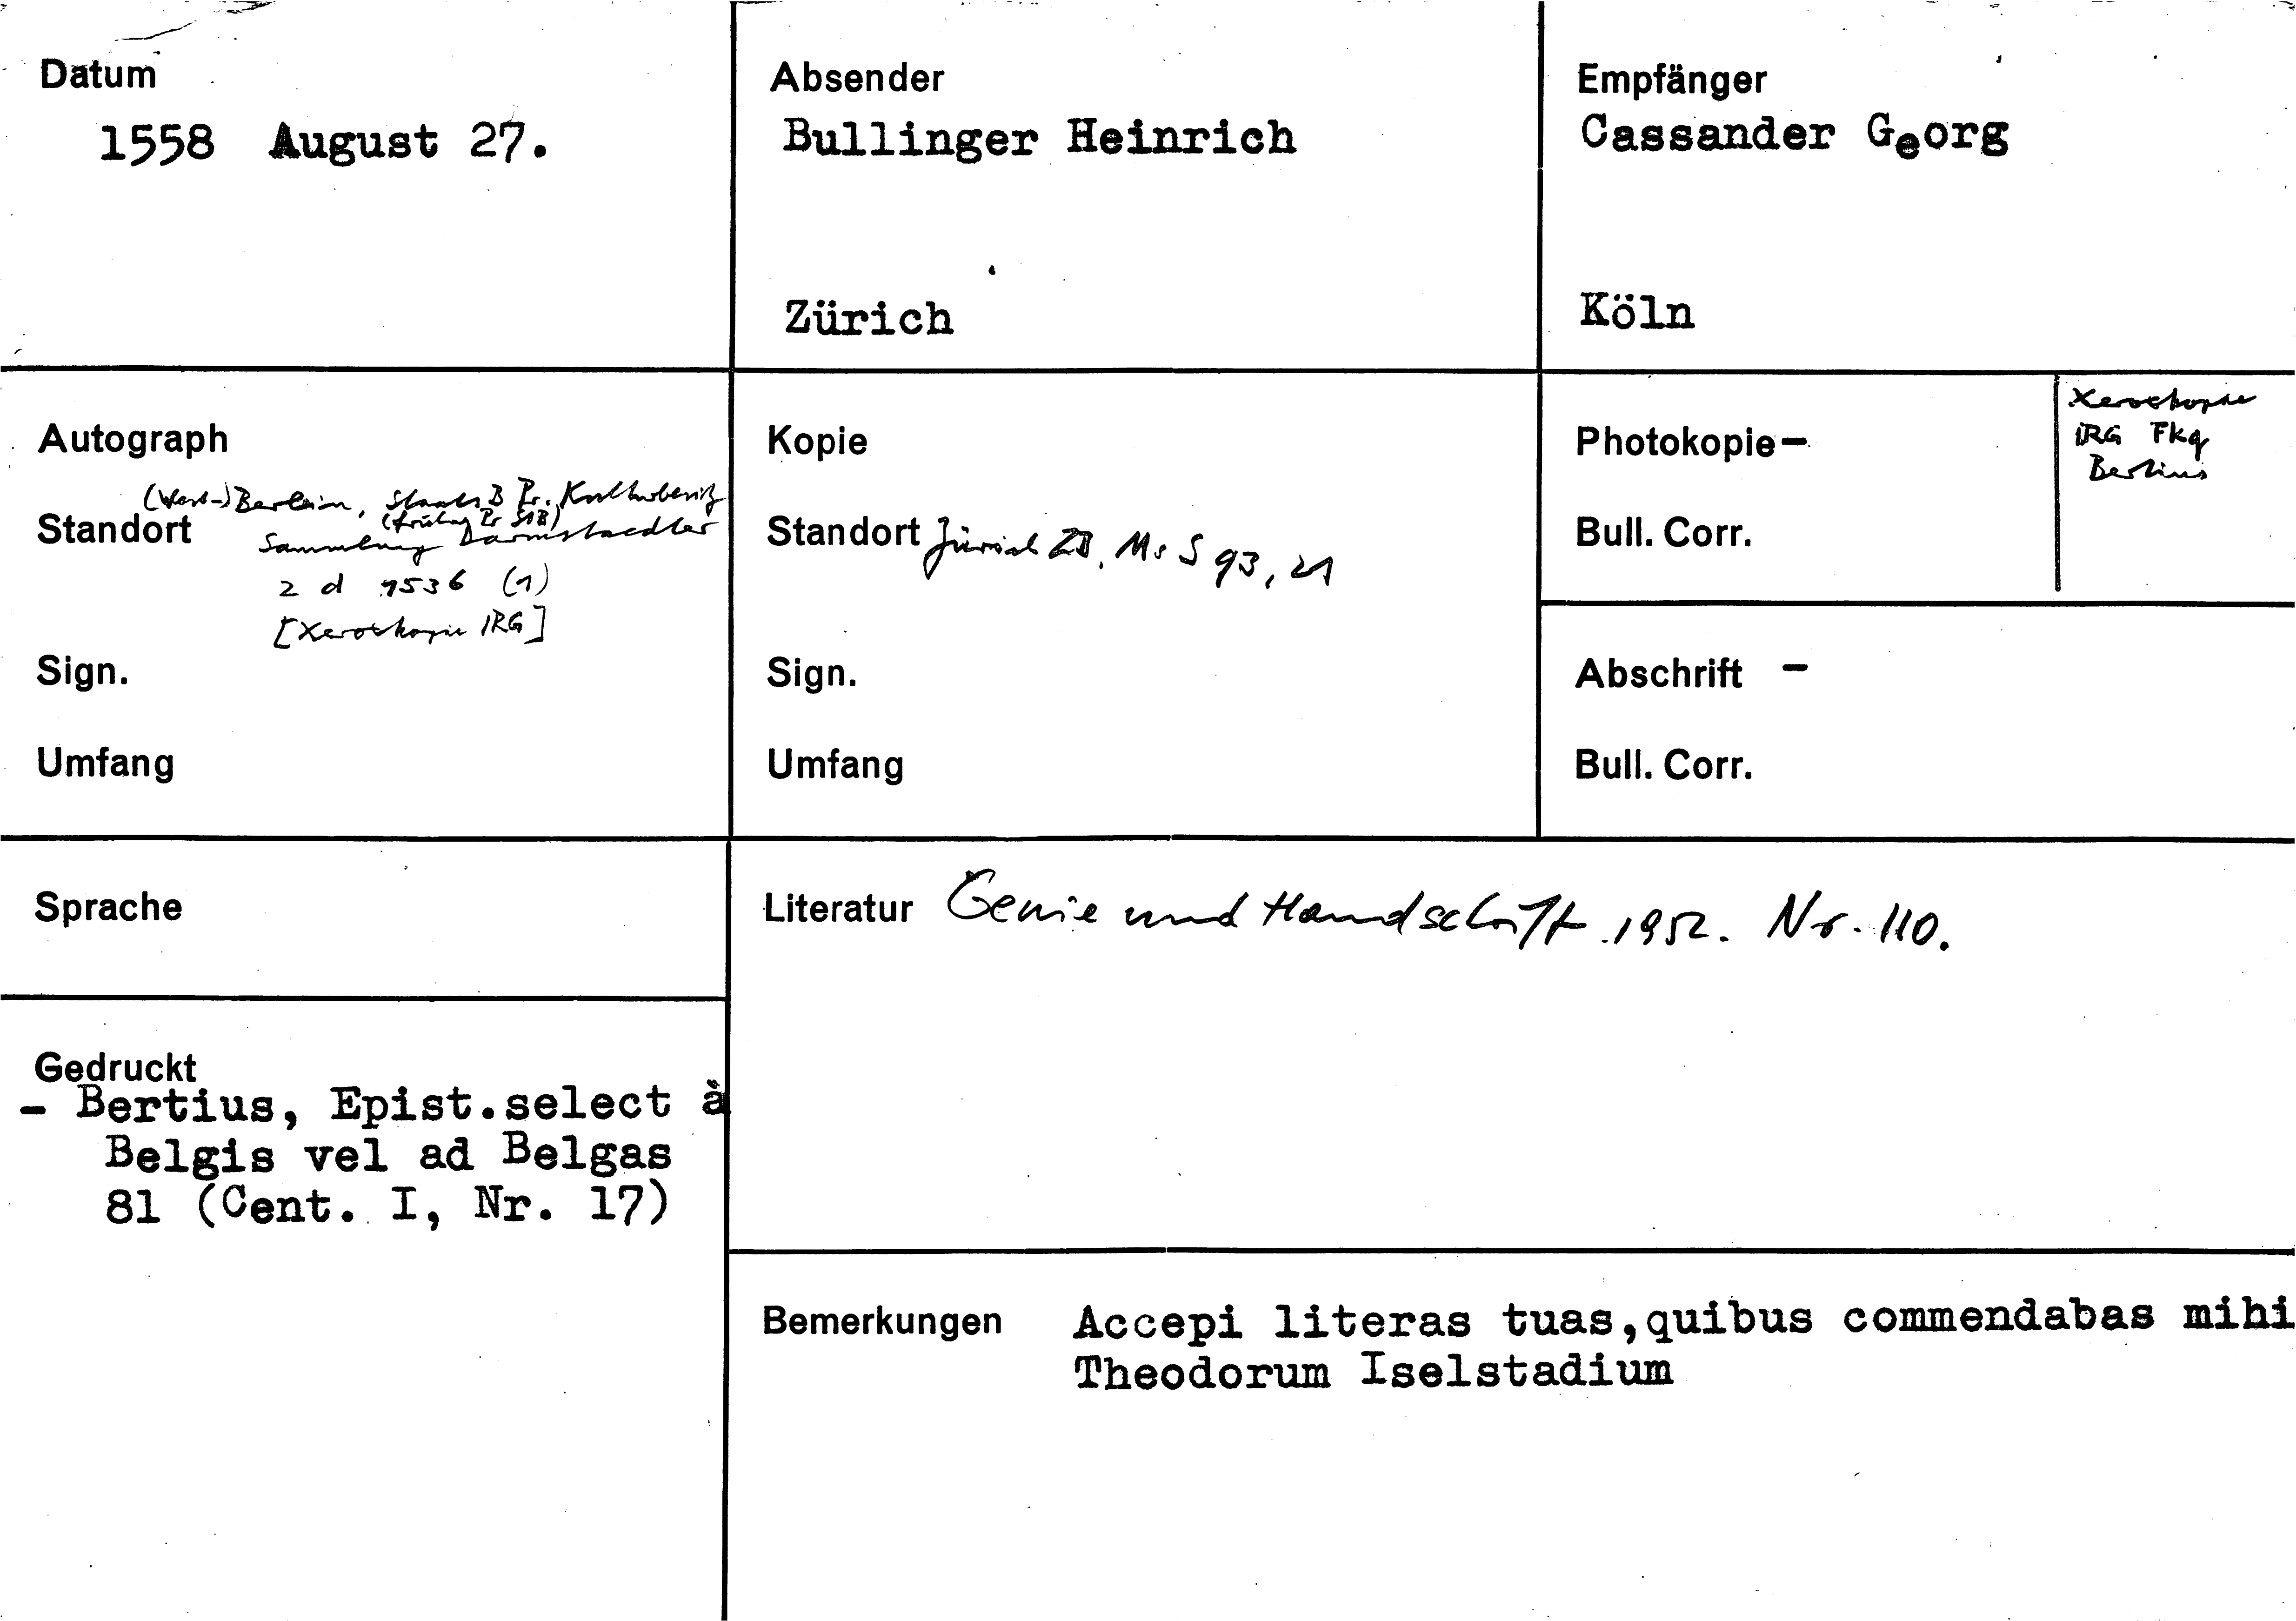 Datum
1558 August 27.
Absender
Bullinger Heinrich
Zürich
Empfänger
Cassander Georg
Köln
Autograph
Standort
(West-) Berlin, StaatsB Pr. Kulturbesitz
(früher Pr StB)
Sammlung Darmstaedter
2 d 1536 (1)
[Xerokopie IRG]
Sign.
Umfang
Kopie
Standort Zürich ZB, Ms S 93, 21
Sign.
Umfang
Photokopie -
Bull. Corr.
Xerokopie
IRG Fkq
Bertius
Abschrift -
Bull. Corr.
Sprache
Literatur Genie und Handschrift 1952. Nr. 110.
Gedruckt
- Bertius, Epist.select à
Belgis vel ad Belgas
81 (Cent. I, Nr. 17)
Bemerkungen Accepi literas tuas,quibus commendabas mihi
Theodorum Iselstadium